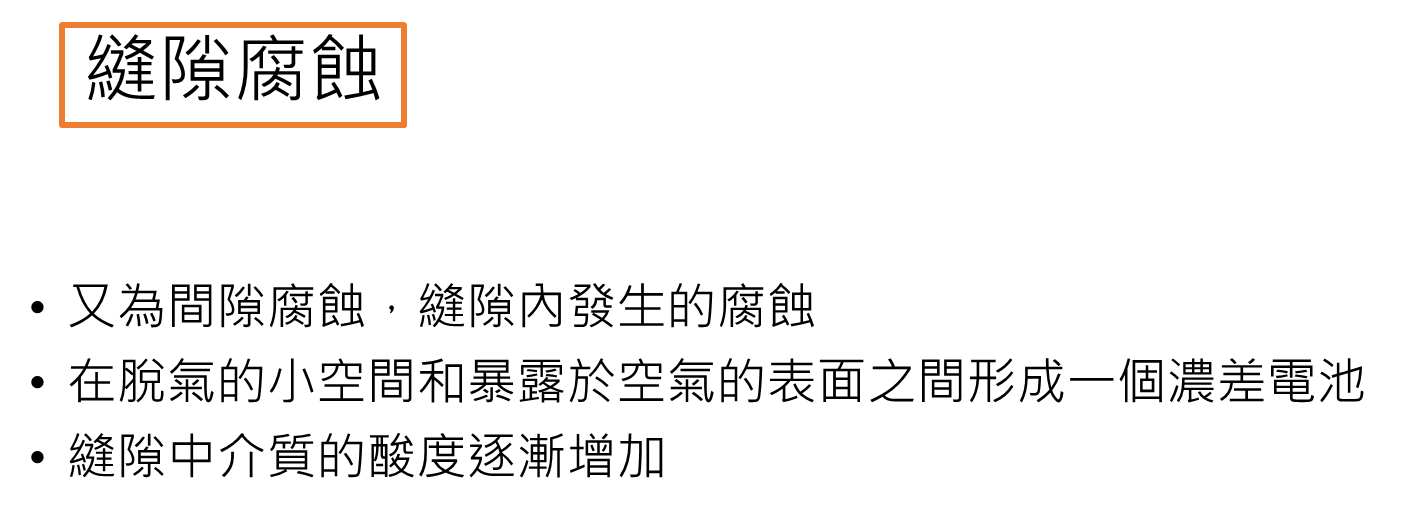 縫隙腐蝕
• 又為間隙腐蝕，縫隙內發生的腐蝕
• 在脫氣的小空間和暴露於空氣的表面之間形成一個濃差電池
• 縫隙中介質的酸度逐漸增加